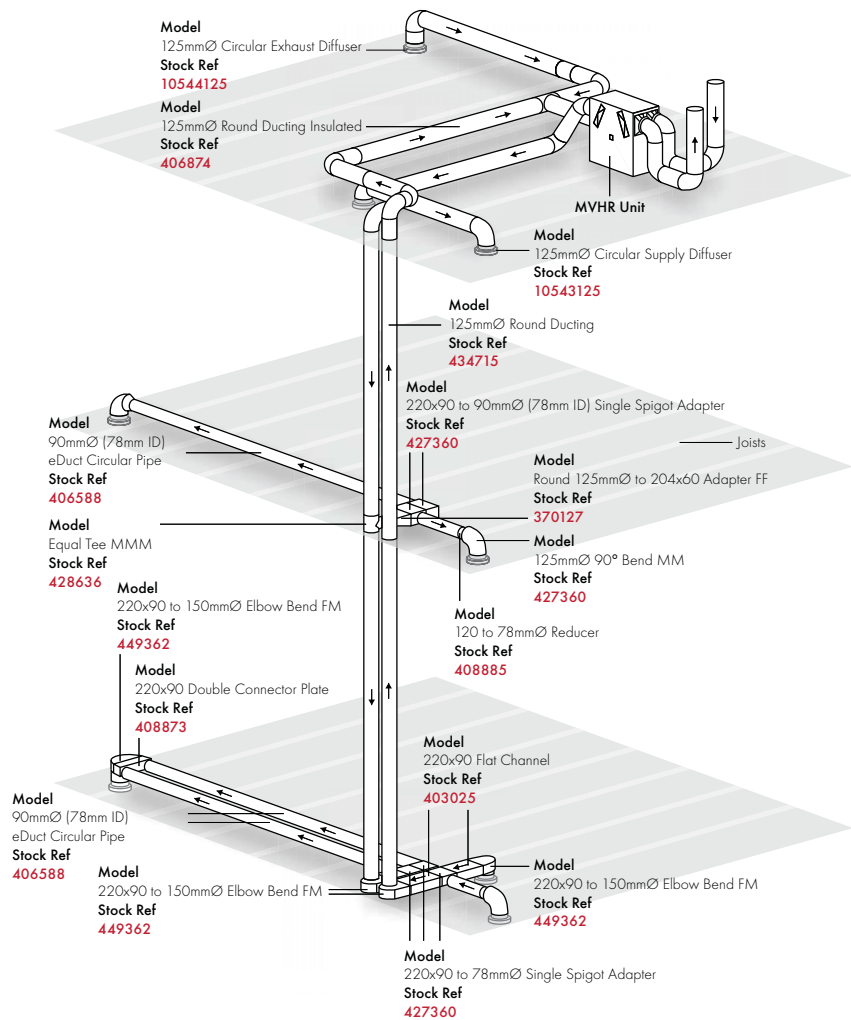 Model
125mmØ Circular Exhaust Diffuser
Stock Ref
10544125
Model
125mmØ Round Ducting Insulated
Stock Ref
406874
MVHR Unit
Model
125mmØ Circular Supply Diffuser
Stock Ref
10543125
Model
125mmØ Round Ducting
Stock Ref
434715
Model
220x90 to 90mmØ (78mm ID) Single Spigot Adapter
Stock Ref
427360
Model
90mmØ (78mm ID)
eDuct Circular Pipe
Stock Ref
406588
Joists
Model
Round 125mmØ to 204x60 Adapter FF
Stock Ref
370127
Model
Equal Tee MMM
Stock Ref
428636
Model
125mmØ 90° Bend MM
Stock Ref
427360
Model
220x90 to 150mmØ Elbow Bend FM
Stock Ref
449362
Model
120 to 78mmØ Reducer
Stock Ref
408885
Model
220x90 Double Connector Plate
Stock Ref
408873
Model
220x90 Flat Channel
Stock Ref
403025
Model
90mmØ (78mm ID)
eDuct Circular Pipe
Stock Ref
406588
Model
220x90 to 150mmØ Elbow Bend FM
Stock Ref
449362
Model
220x90 to 150mmØ Elbow Bend FM
Stock Ref
449362
Model
220x90 to 78mmØ Single Spigot Adapter
Stock Ref
427360